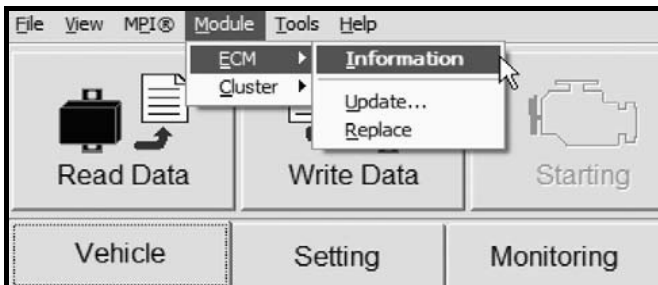 File View MPI® Module Tools Help
ECM Information
Cluster
Update...
Replace
Read Data Write Data Starting
Vehicle Setting Monitoring